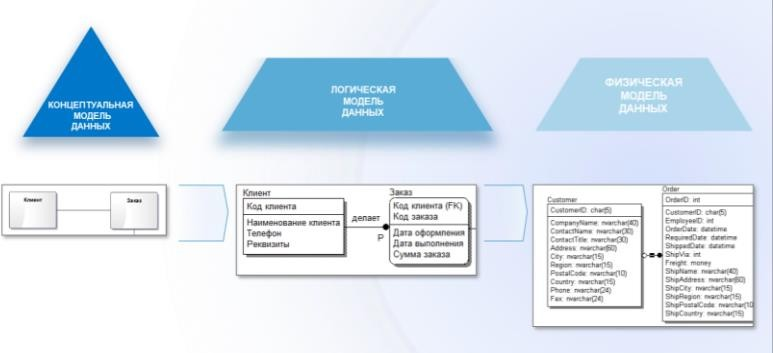 КОНЦЕПТУАЛЬНАЯ
МОДЕЛЬ
ДАННЫХ
ЛОГИЧЕСКАЯ
МОДЕЛЬ
ДАННЫХ
ФИЗИЧЕСКАЯ
МОДЕЛЬ
ДАННЫХ
Клиент
Заказ
Клиент
Код клиента
Наименование клиента
Телефон
Реквизиты
делает
P
Заказ
Код клиента (FK)
Код заказа
Дата оформления
Дата выполнения
Сумма заказа
Customer
CustomerID: char(5)
CompanyName: nvarchar(40)
ContactName: nvarchar(30)
ContactTitle: nvarchar(30)
Address: nvarchar(60)
City: nvarchar(15)
Region: nvarchar(15)
PostalCode: nvarchar(10)
Country: nvarchar(15)
Phone: nvarchar(24)
Fax: nvarchar(24)
Order
OrderID: int
CustomerID: char(5)
EmployeeID: int
OrderDate: datetime
RequiredDate: datetime
ShippedDate: datetime
ShipVia: int
Freight: money
ShipName: nvarchar(40)
ShipAddress: nvarchar(60)
ShipCity: nvarchar(15)
ShipRegion: nvarchar(15)
ShipPostalCode: nvarchar(10
ShipCountry: nvarchar(15)